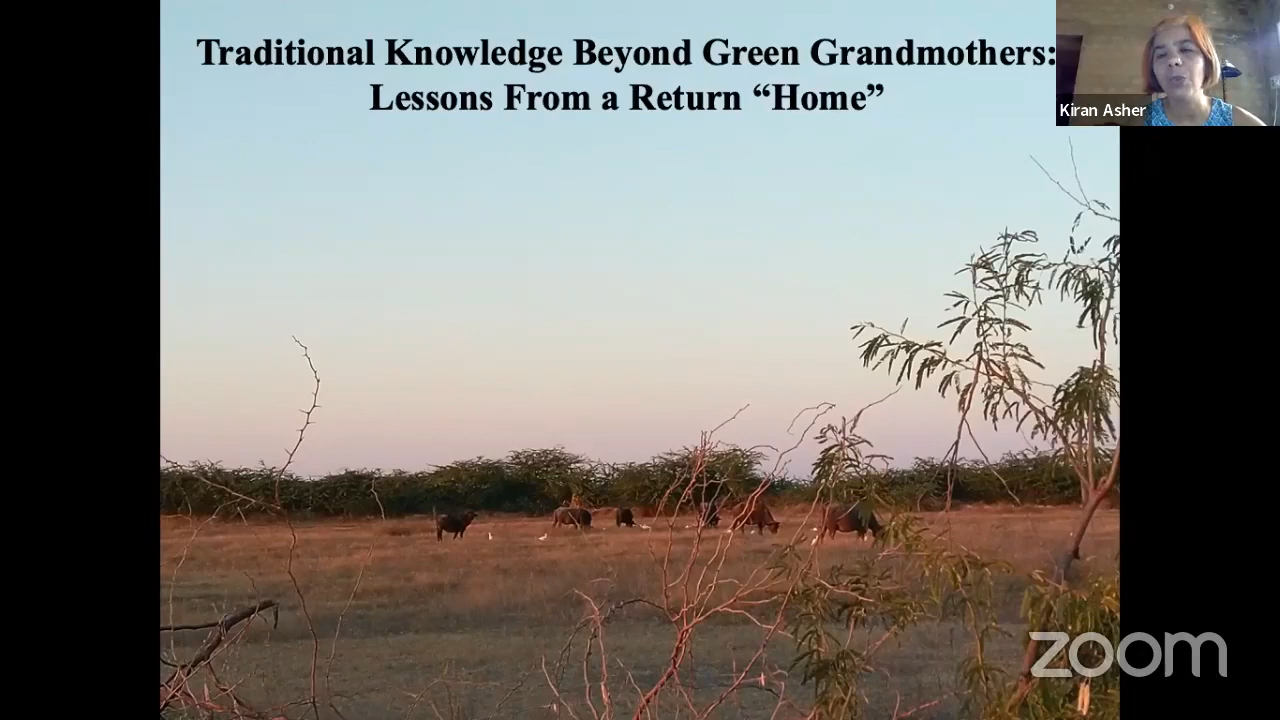 Traditional Knowledge Beyond Green Grandmothers:
Lessons From a Return “Home”
Kiran Asher
zoom